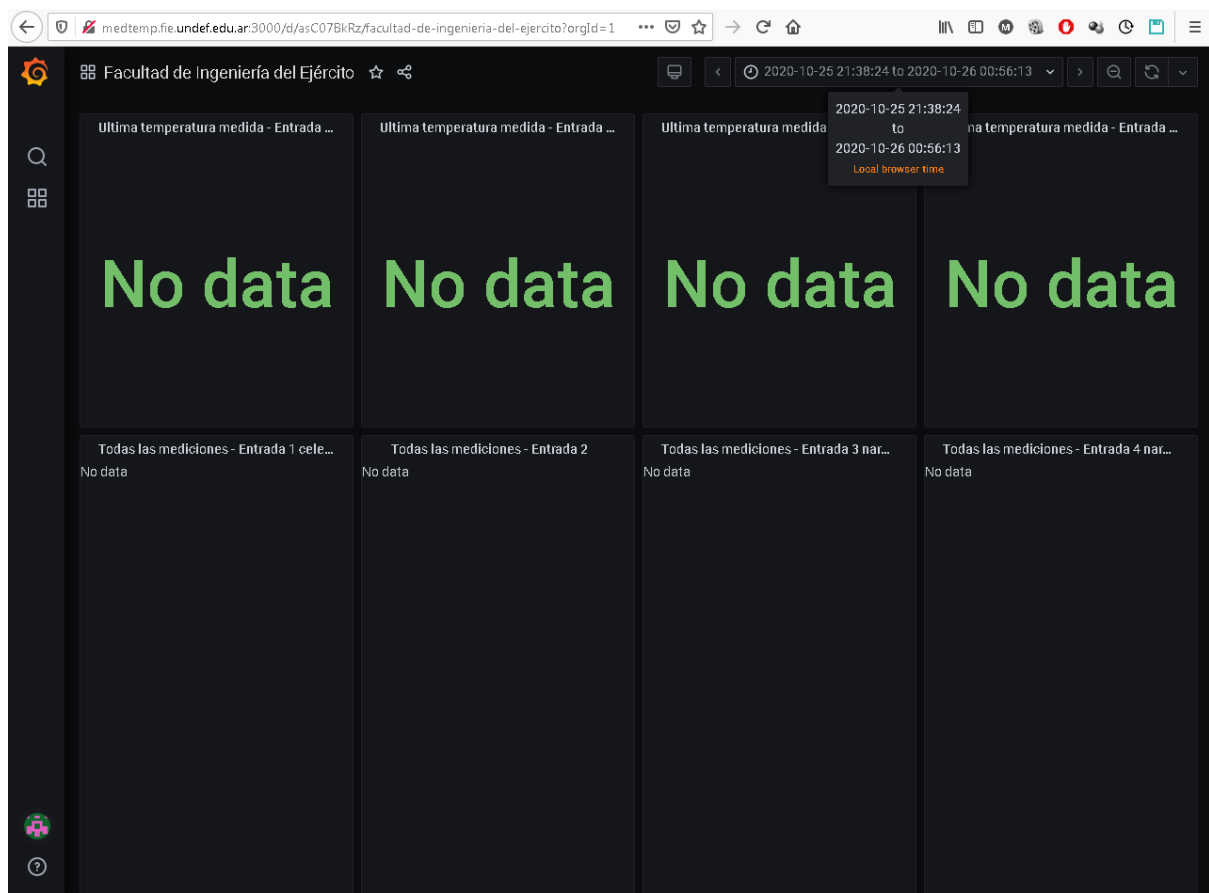 medtemp.fie.undef.edu.ar:3000/d/asC07BkRz/facultad-de-ingenieria-del-ejercito?orgId=1
Facultad de Ingeniería del Ejército
2020-10-25 21:38:24 to 2020-10-26 00:56:13
2020-10-25 21:38:24
to
2020-10-26 00:56:13
Local browser time
Ultima temperatura medida - Entrada ...
Ultima temperatura medida - Entrada ...
Ultima temperatura medida
na temperatura medida - Entrada ...
No data
No data
No data
No data
Todas las mediciones - Entrada 1 cele...
Todas las mediciones - Entrada 2
Todas las mediciones - Entrada 3 nar...
Todas las mediciones - Entrada 4 nar...
No data
No data
No data
No data